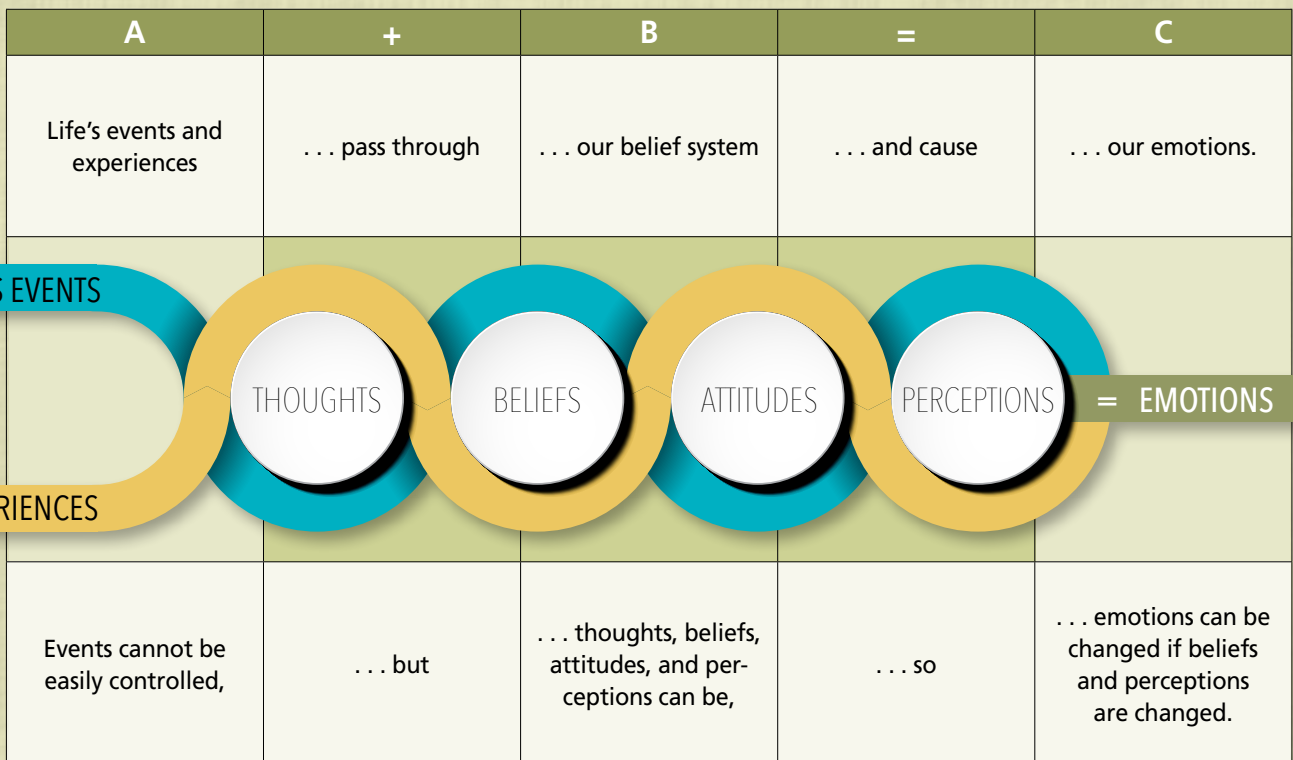 A + B = C
Life's events and
experiences
. . . pass through
. . . our belief system
. . . and cause
. . . our emotions.
S EVENTS
RIENCES
THOUGHTS
BELIEFS
ATTITUDES
PERCEPTIONS
= EMOTIONS
Events cannot be
easily controlled,
. . . but
. . . thoughts, beliefs,
attitudes, and per-
ceptions can be,
. . . so
. . . emotions can be
changed if beliefs
and perceptions
are changed.